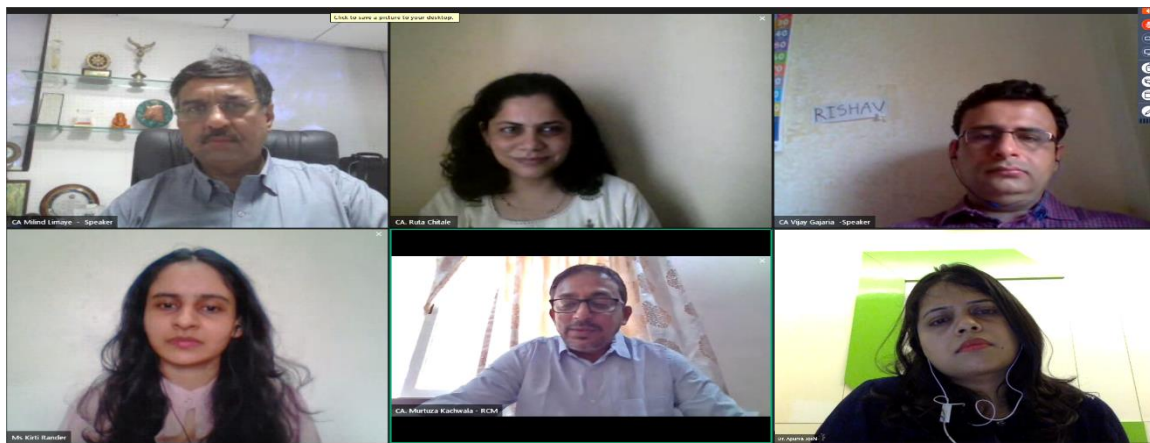 Click to save a picture to your desktop.
RISHAV
CA Milind Limaye - Speaker
CA. Ruta Chitale
CA Vijay Gajaria -Speaker
Ms Kirti Rander
CA. Murtuza Kachwala - RCM